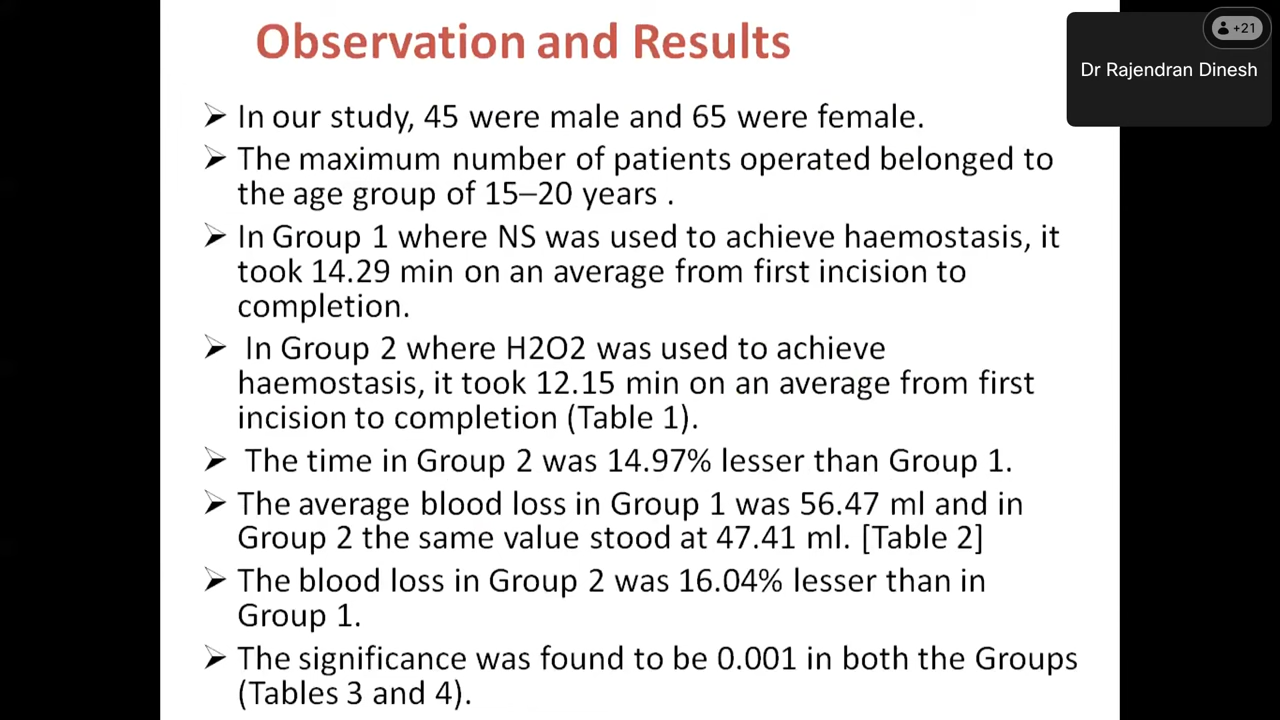 Observation and Results
+21
Dr Rajendran Dinesh
➢ In our study, 45 were male and 65 were female.
➢ The maximum number of patients operated belonged to
the age group of 15–20 years .
➢ In Group 1 where NS was used to achieve haemostasis, it
took 14.29 min on an average from first incision to
completion.
➢ In Group 2 where H2O2 was used to achieve
haemostasis, it took 12.15 min on an average from first
incision to completion (Table 1).
➢ The time in Group 2 was 14.97% lesser than Group 1.
➢ The average blood loss in Group 1 was 56.47 ml and in
Group 2 the same value stood at 47.41 ml. [Table 2]
➢ The blood loss in Group 2 was 16.04% lesser than in
Group 1.
➢ The significance was found to be 0.001 in both the Groups
(Tables 3 and 4).